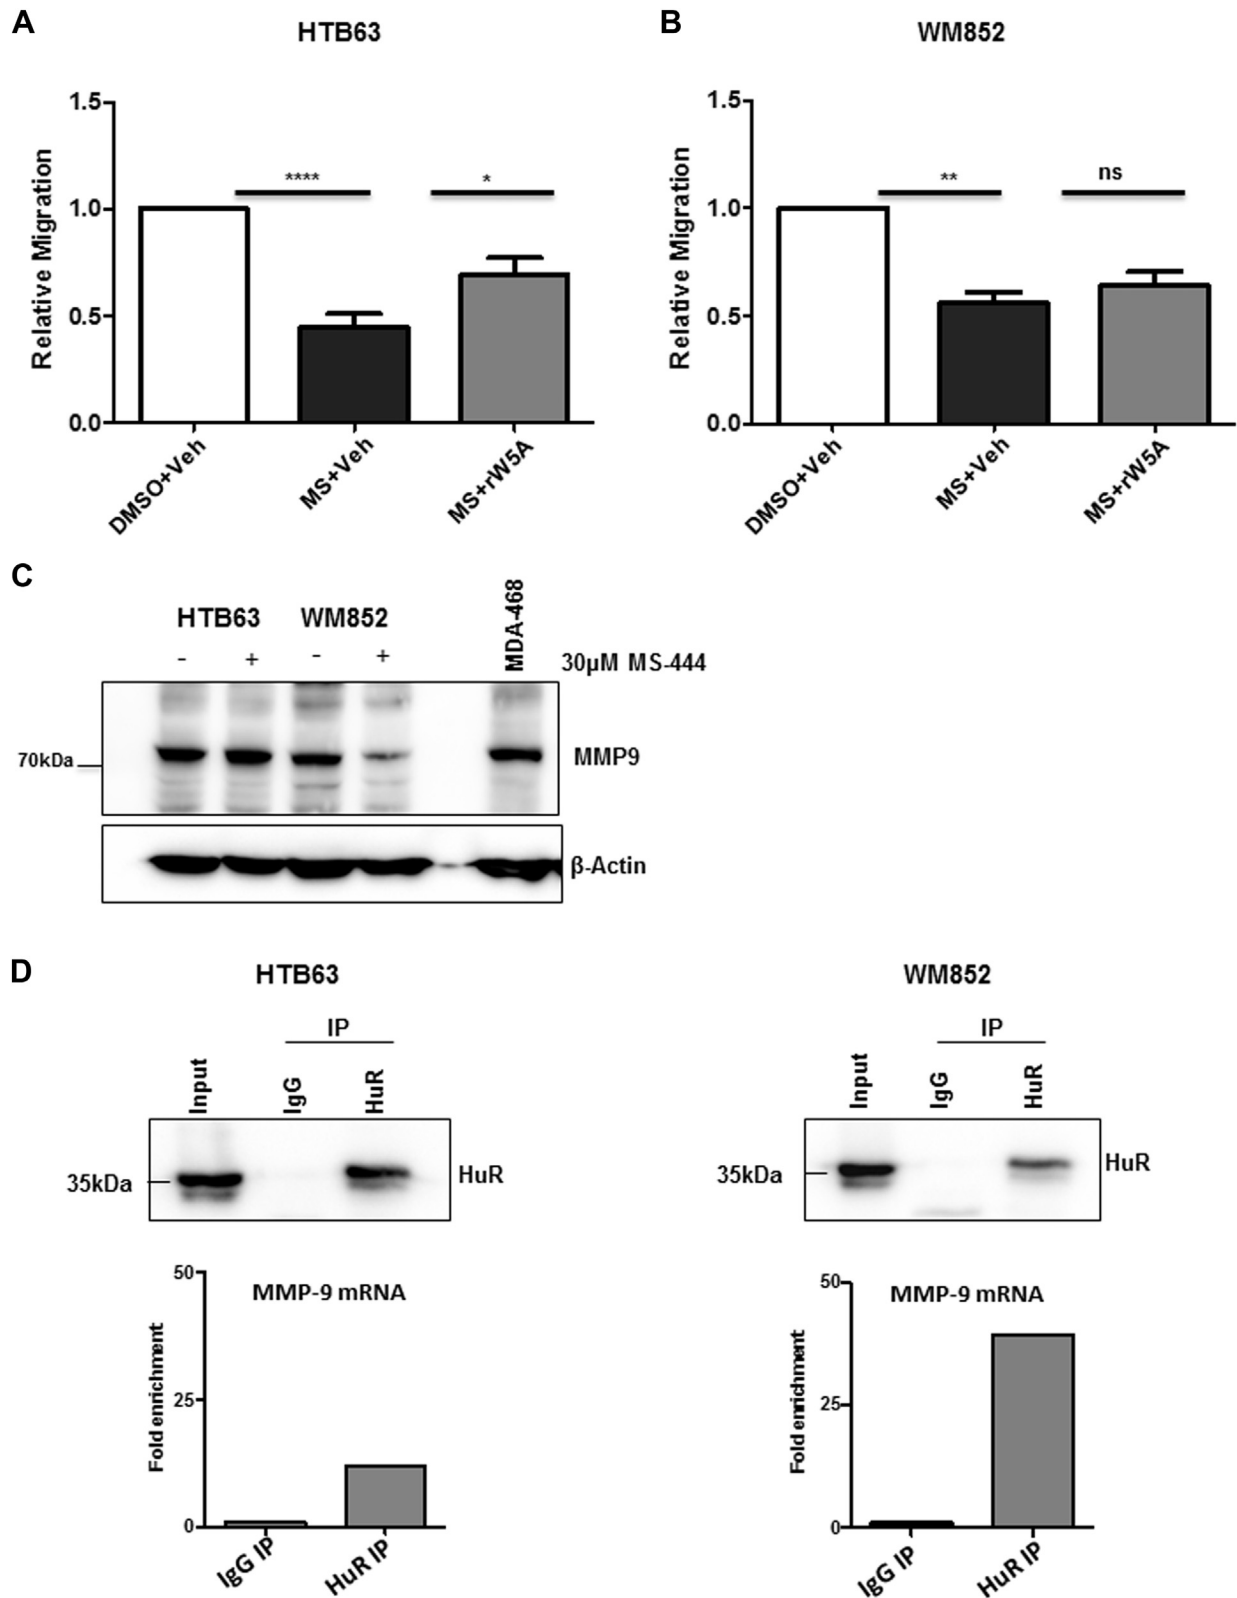 A
HTB63
Relative Migration
1.5
1.0
0.5
0.0
****
*
DMSO+Veh
MS+Veh
MS+rW5A
B
WM852
Relative Migration
1.5
1.0
0.5
0.0
**
ns
DMSO+Veh
MS+Veh
MS+rW5A
C
HTB63 WM852 MDA-468
- + - + 30µM MS-444
70kDa MMP9
β-Actin
D
HTB63
IP
Input IgG HuR
35kDa HuR
MMP-9 mRNA
Fold enrichment
50
25
0
IgG IP
HuR IP
WM852
IP
Input IgG HuR
35kDa HuR
MMP-9 mRNA
Fold enrichment
50
25
0
IgG IP
HuR IP